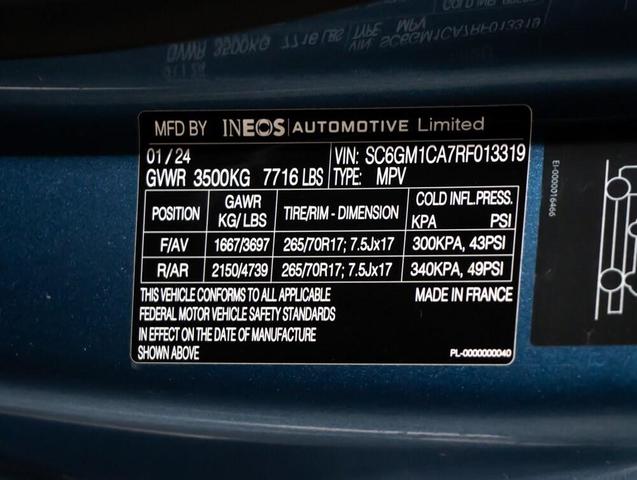 MFD BY INEOS AUTOMOTIVE Limited
01/24 VIN: SC6GM1CA7RF013319
GVWR 3500KG 7716 LBS TYPE: MPV
POSITION GAWR KG/LBS TIRE/RIM - DIMENSION COLD INFL.PRESS. KPA PSI
F/AV 1667/3697 265/70R17; 7.5Jx17 300KPA, 43PSI
R/AR 2150/4739 265/70R17; 7.5Jx17 340KPA, 49PSI
THIS VEHICLE CONFORMS TO ALL APPLICABLE MADE IN FRANCE
FEDERAL MOTOR VEHICLE SAFETY STANDARDS
IN EFFECT ON THE DATE OF MANUFACTURE
SHOWN ABOVE PL-0000000040
EI-0000016466